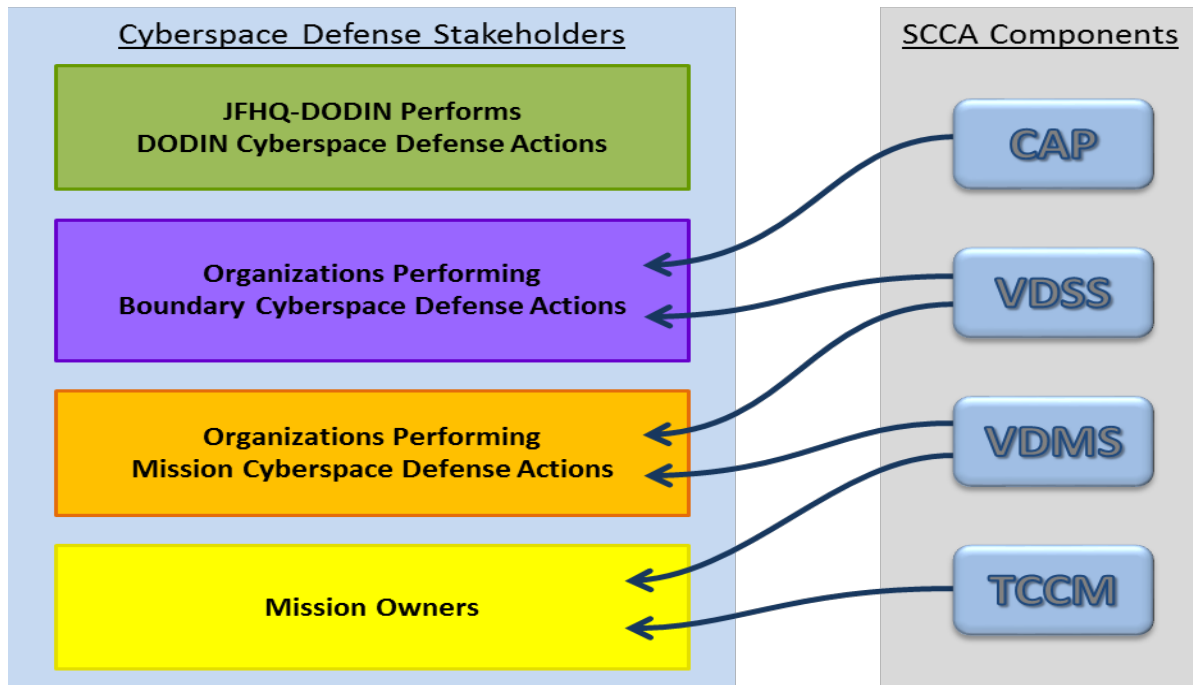 Cyberspace Defense Stakeholders
JFHQ-DODIN Performs
DODIN Cyberspace Defense Actions
Organizations Performing
Boundary Cyberspace Defense Actions
Organizations Performing
Mission Cyberspace Defense Actions
Mission Owners
SCCA Components
CAP
VDSS
VDMS
TCCM